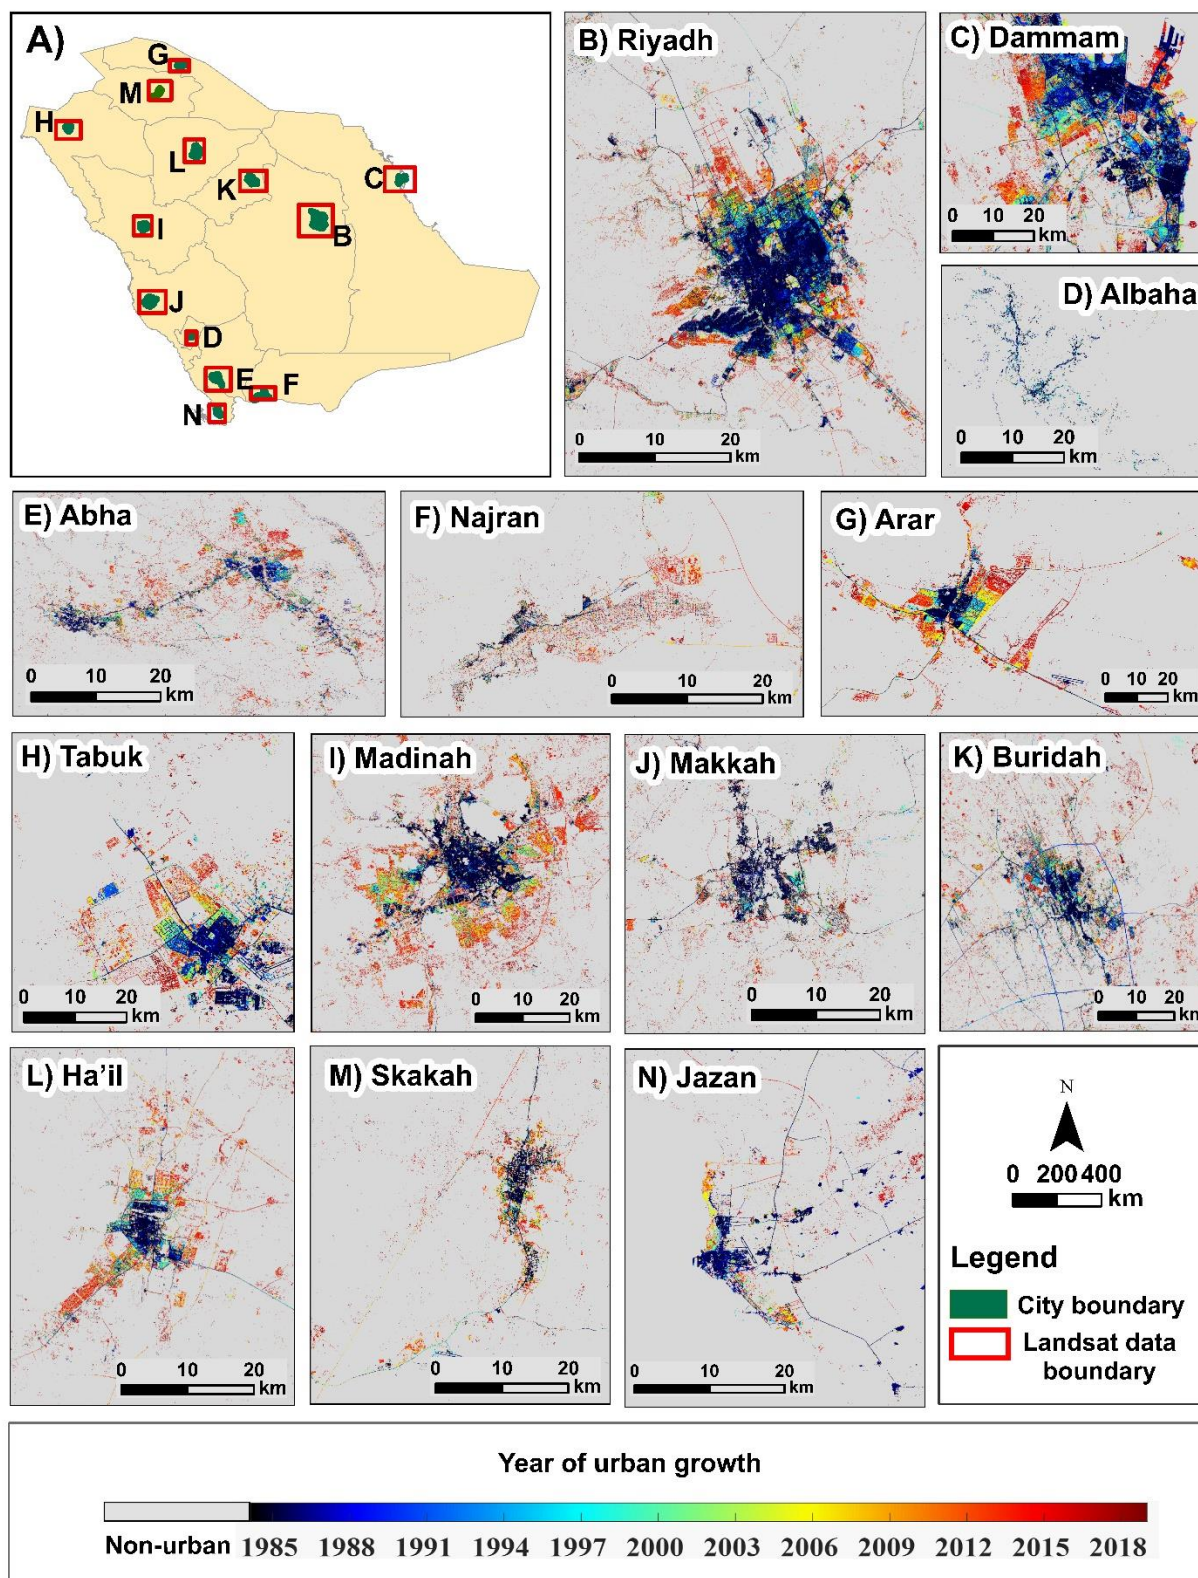 A)
G
M
H
L
K
C
I
B
J
D
E
F
N
B) Riyadh
0 10 20
km
C) Dammam
0 10 20
km
D) Albaha
0 10 20
km
E) Abha
0 10 20
km
F) Najran
0 10 20
km
G) Arar
0 10 20
km
H) Tabuk
0 10 20
km
I) Madinah
0 10 20
km
J) Makkah
0 10 20
km
K) Buridah
0 10 20
km
L) Ha'il
0 10 20
km
M) Skakah
0 10 20
km
N) Jazan
0 10 20
km
N
0 200 400
km
Legend
City boundary
Landsat data
boundary
Year of urban growth
Non-urban 1985 1988 1991 1994 1997 2000 2003 2006 2009 2012 2015 2018